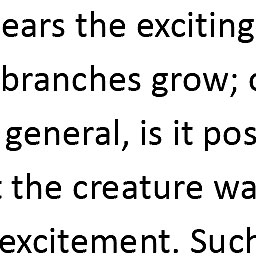 ears the exciting
branches grow;
general, is it pos
the creature wa
excitement. Such